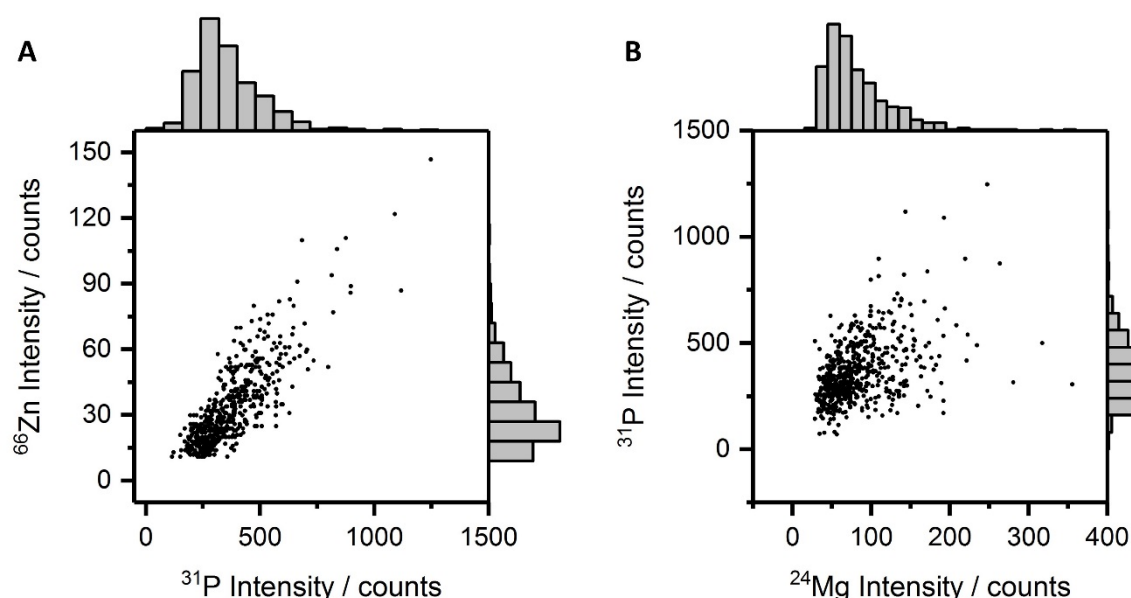 A
150
120
90
60
30
0
⁶⁶Zn Intensity / counts
0 500 1000 1500
³¹P Intensity / counts
B
1500
1000
500
0
³¹P Intensity / counts
0 100 200 300 400
²⁴Mg Intensity / counts